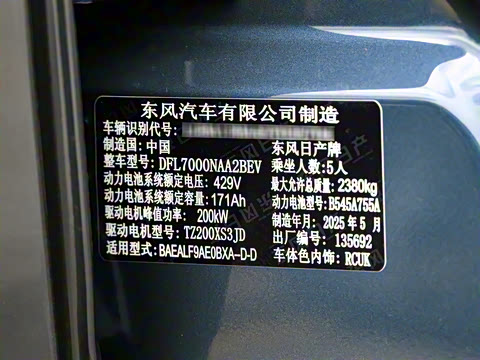 东风汽车有限公司制造
车辆识别代号:
制造国: 中国 东风日产牌
整车型号: DFL7000NAA2BEV 乘坐人数: 5人
动力电池系统额定电压: 429V 最大允许总质量: 2380kg
动力电池系统额定容量: 171Ah 动力电池型号: B545A755A
驱动电机峰值功率: 200kW 制造年月: 2025年5月
驱动电机型号: TZ200XS3JD 出厂编号: 135692
适用型号: BAEALF9AE0BXA-D-D 车体色内饰: RCUK